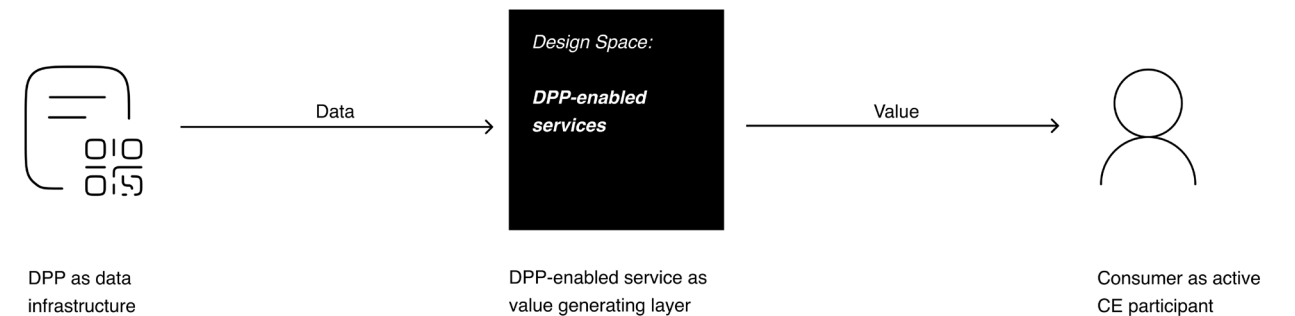 Design Space:
DPP-enabled
services
Data
Value
DPP as data
infrastructure
DPP-enabled service as
value generating layer
Consumer as active
CE participant